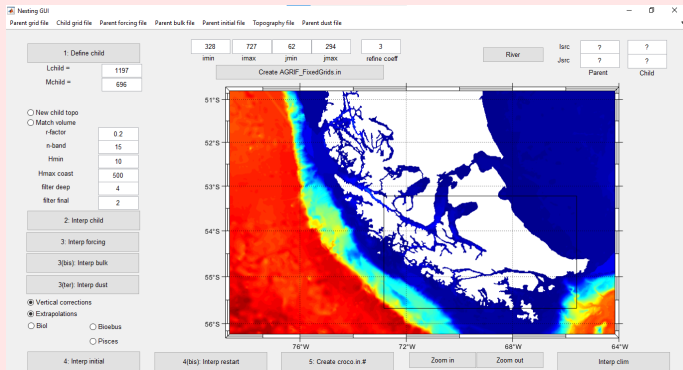 Nesting GUI
Parent grid file Child grid file Parent forcing file Parent bulk file Parent initial file Topography file Parent dust file
1: Define child
Lchild = 1197
Mchild = 696
328 727 62 294 3
imin imax jmin jmax refine coeff
Create AGRIF_FixedGrids.in
River
Isrc ? ?
Jsrc ? ?
Parent Child
New child topo
Match volume
r-factor 0.2
n-band 15
Hmin 10
Hmax coast 500
filter deep 4
filter final 2
2: Interp child
3: Interp forcing
3(bis): Interp bulk
3(ter): Interp dust
Vertical corrections
Extrapolations
Biol Bioebus
Pisces
51°S
52°S
53°S
54°S
55°S
56°S
76°W 72°W 68°W 64°W
4: Interp initial 4(bis): Interp restart 5: Create croco.in.# Zoom in Zoom out Interp clim